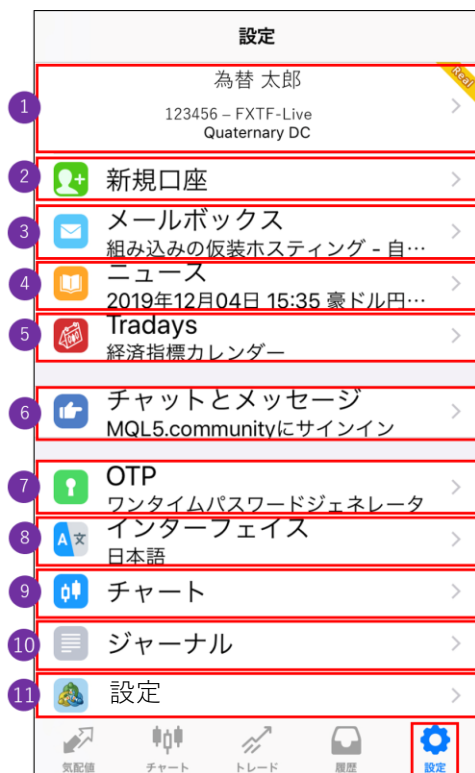 設定
Real
為替 太郎
1
123456 – FXTF-Live
Quaternary DC
2
新規口座
3
メールボックス
組み込みの仮装ホスティング - 自…
4
ニュース
2019年12月04日 15:35 豪ドル円…
5
Tradays
経済指標カレンダー
6
チャットとメッセージ
MQL5.communityにサインイン
7
OTP
ワンタイムパスワードジェネレータ
8
インターフェイス
日本語
9
チャート
10
ジャーナル
11
設定
気配値 チャート トレード 履歴 設定